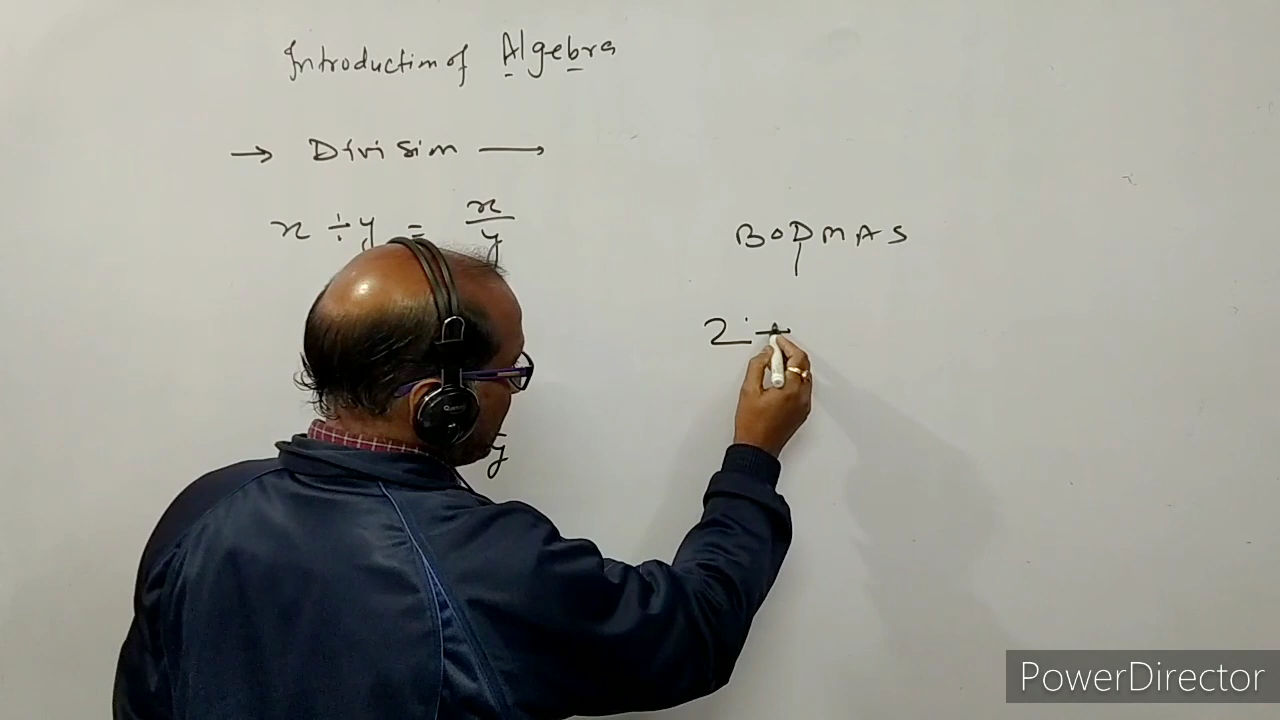 Introduction of Algebra
→ Division →
x ÷ y = x/y
BODMAS
2 ÷
y
PowerDirector